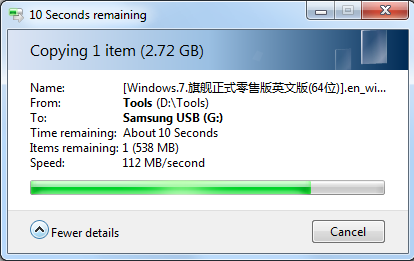 10 Seconds remaining
Copying 1 item (2.72 GB)
Name: [Windows.7.旗舰正式零售版英文版(64位)].en_wi...
From: Tools (D:\Tools)
To: Samsung USB (G:)
Time remaining: About 10 Seconds
Items remaining: 1 (538 MB)
Speed: 112 MB/second
Fewer details
Cancel